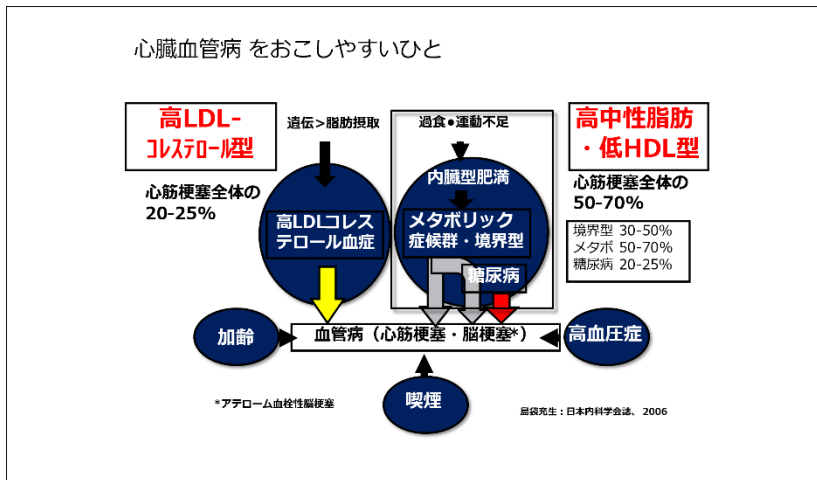 心臓血管病 をおこしやすいひと
高LDL-
ｺﾚｽﾃﾛｰﾙ型
心筋梗塞全体の
20-25%
遺伝>脂肪摂取
高LDLコレス
テロール血症
過食●運動不足
内臓型肥満
メタボリック
症候群・境界型
糖尿病
高中性脂肪
・低HDL型
心筋梗塞全体の
50-70%
境界型 30-50%
メタボ 50-70%
糖尿病 20-25%
加齢
血管病（心筋梗塞・脳梗塞*）
高血圧症
喫煙
*アテローム血栓性脳梗塞
島袋充生：日本内科学会誌、2006